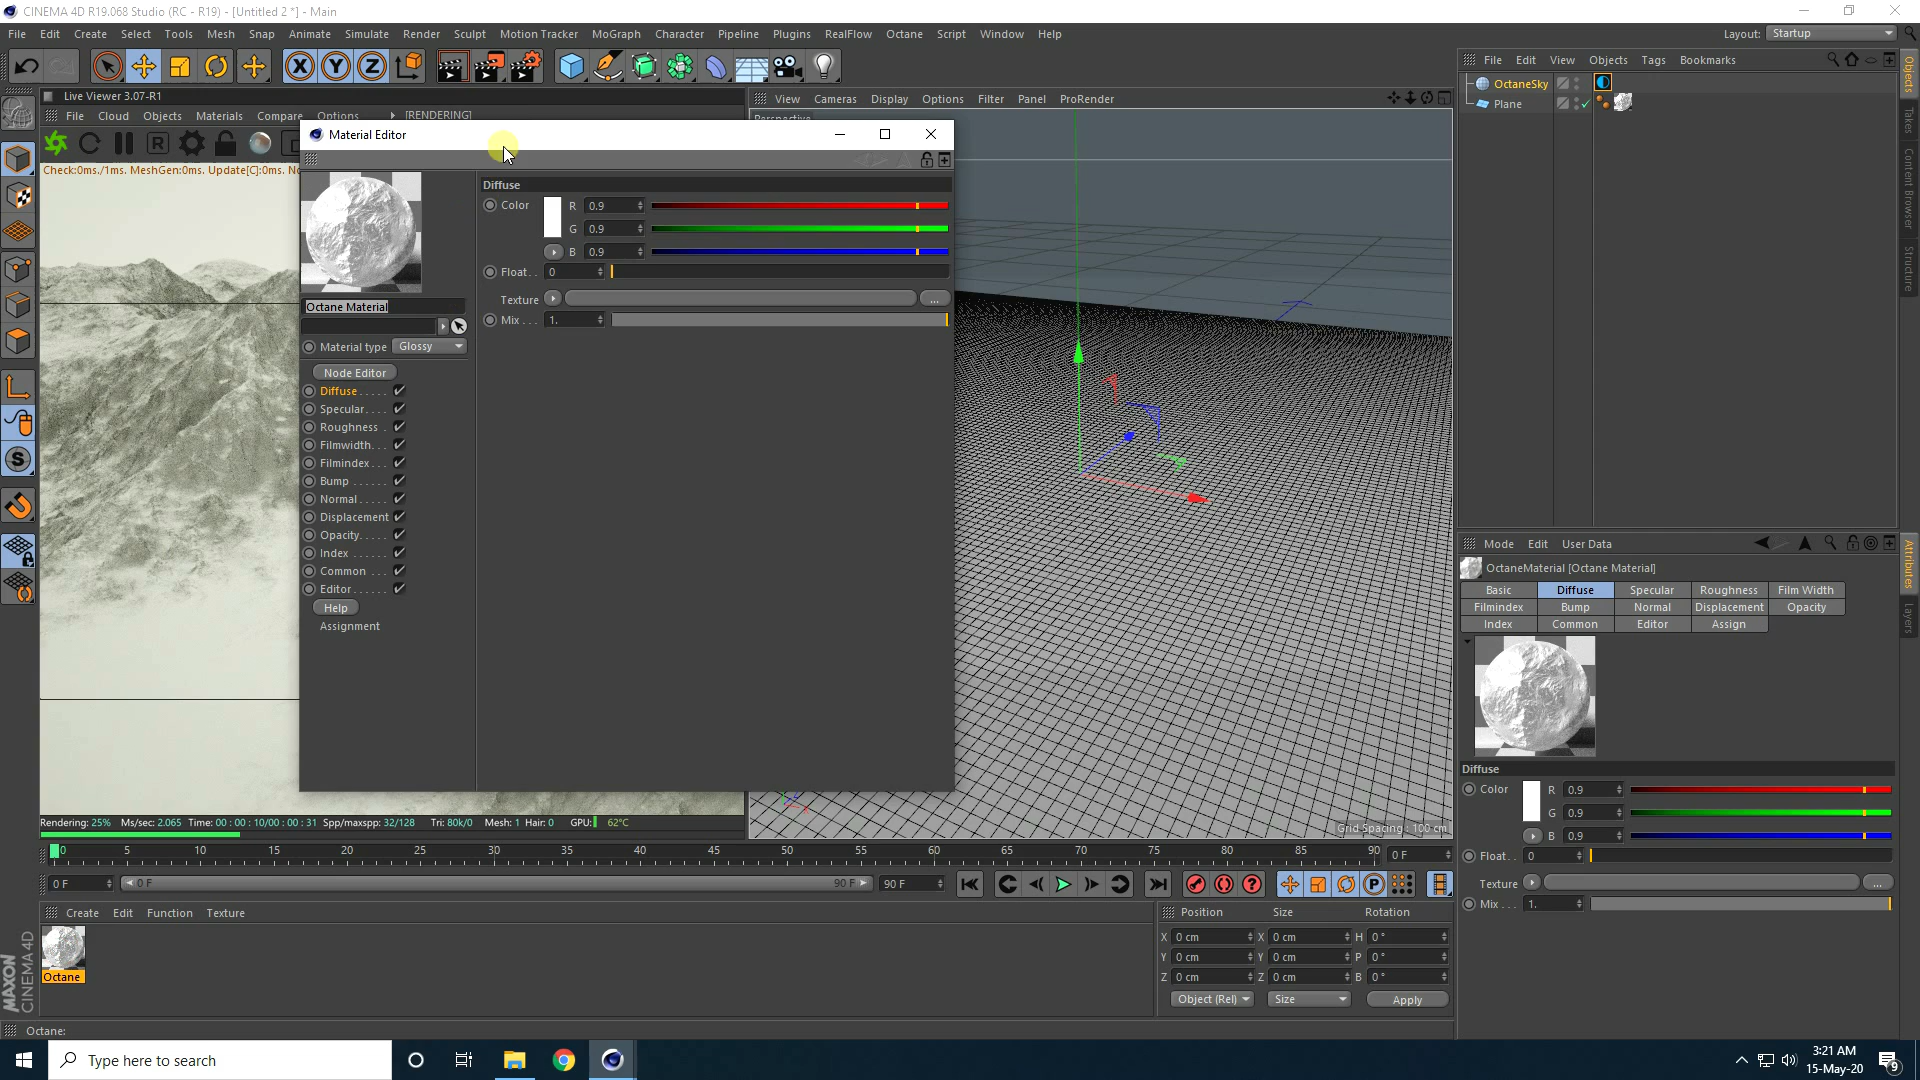 CINEMA 4D R19.068 Studio (RC - R19) - [Untitled 2 *] - Main
File Edit Create Select Tools Mesh Snap Animate Simulate Render Sculpt Motion Tracker MoGraph Character Pipeline Plugins RealFlow Octane Script Window Help
Layout: Startup
Live Viewer 3.07-R1
File Cloud Objects Materials Compare Options [RENDERING]
Check:0ms./1ms. MeshGen:0ms. Update[C]:0ms.
View Cameras Display Options Filter Panel ProRender
Grid Spacing : 100 cm
Material Editor
Octane Material
Material type Glossy
Node Editor
Diffuse
Specular
Roughness
Filmwidth
Filmindex
Bump
Normal
Displacement
Opacity
Index
Common
Editor
Help
Assignment
Diffuse
Color R 0.9
G 0.9
B 0.9
Float 0
Texture ...
Mix 1.
File Edit View Objects Tags Bookmarks
OctaneSky
Plane
Objects
Takes
Content Browser
Structure
Mode Edit User Data
OctaneMaterial [Octane Material]
Basic Diffuse Specular Roughness Film Width
Filmindex Bump Normal Displacement Opacity
Index Common Editor Assign
Diffuse
Color R 0.9
G 0.9
B 0.9
Float 0
Texture ...
Mix 1.
Attributes
Layers
Rendering: 25% Ms/sec: 2.065 Time: 00 : 00 : 10/00 : 00 : 31 Spp/maxspp: 32/128 Tri: 80k/0 Mesh: 1 Hair: 0 GPU: 62°C
0 5 10 15 20 25 30 35 40 45 50 55 60 65 70 75 80 85 90 0 F
0 F 0 F 90 F 90 F
Create Edit Function Texture
Octane
Position Size Rotation
X 0 cm X 0 cm H 0°
Y 0 cm Y 0 cm P 0°
Z 0 cm Z 0 cm B 0°
Object (Rel) Size Apply
MAXON
CINEMA 4D
Octane:
Type here to search
3:21 AM
15-May-20
9